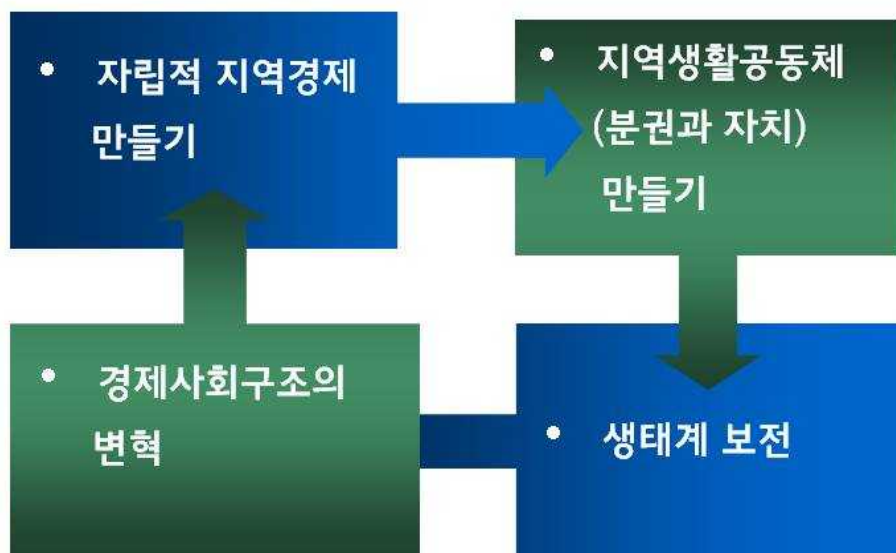 • 자립적 지역경제
만들기
• 지역생활공동체
(분권과 자치)
만들기
• 경제사회구조의
변혁
• 생태계 보전